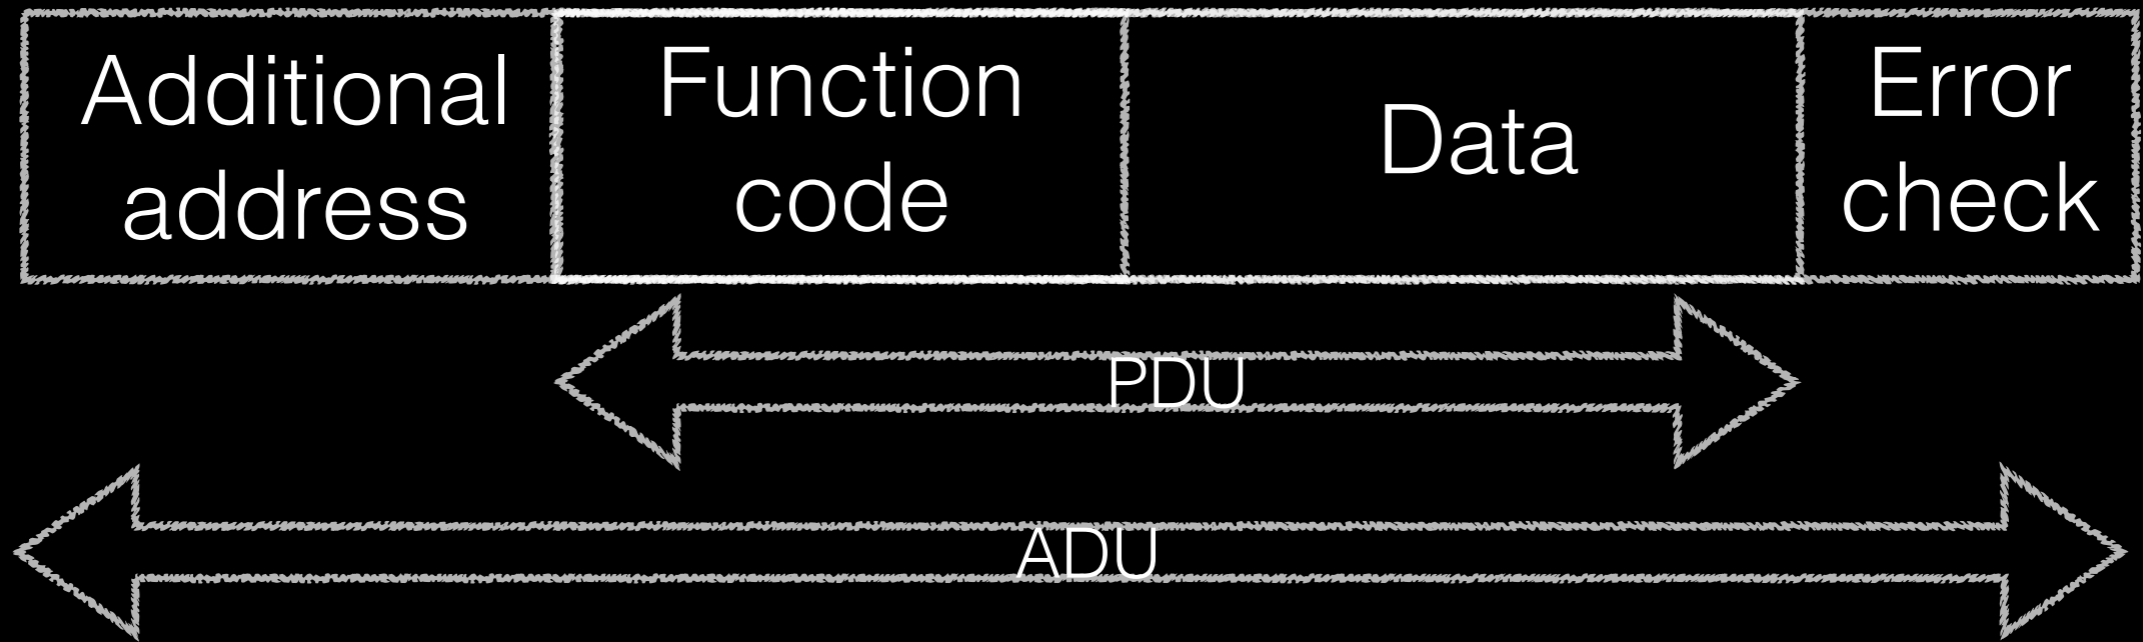 Additional
address
Function
code
Data
Error
check
PDU
ADU